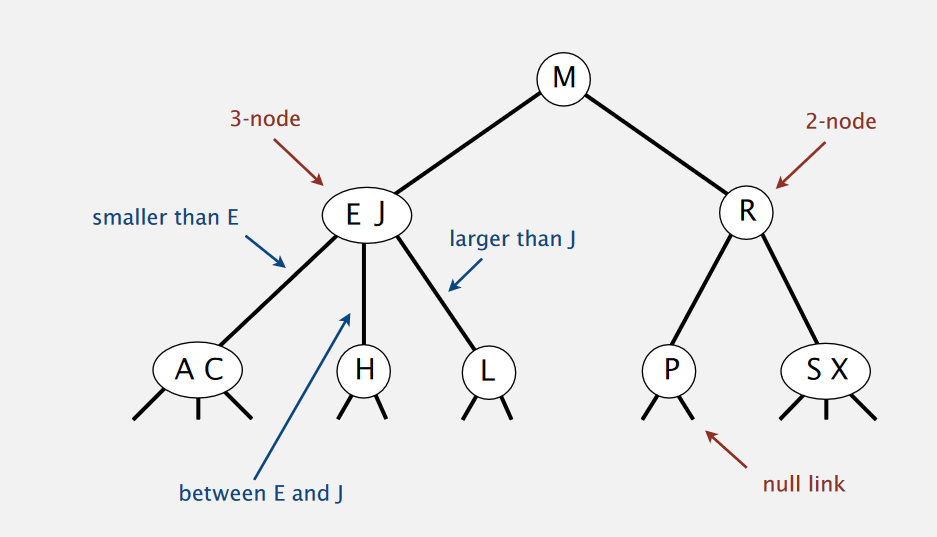 M
3-node
2-node
E J
R
smaller than E
larger than J
A C
H
L
P
S X
between E and J
null link